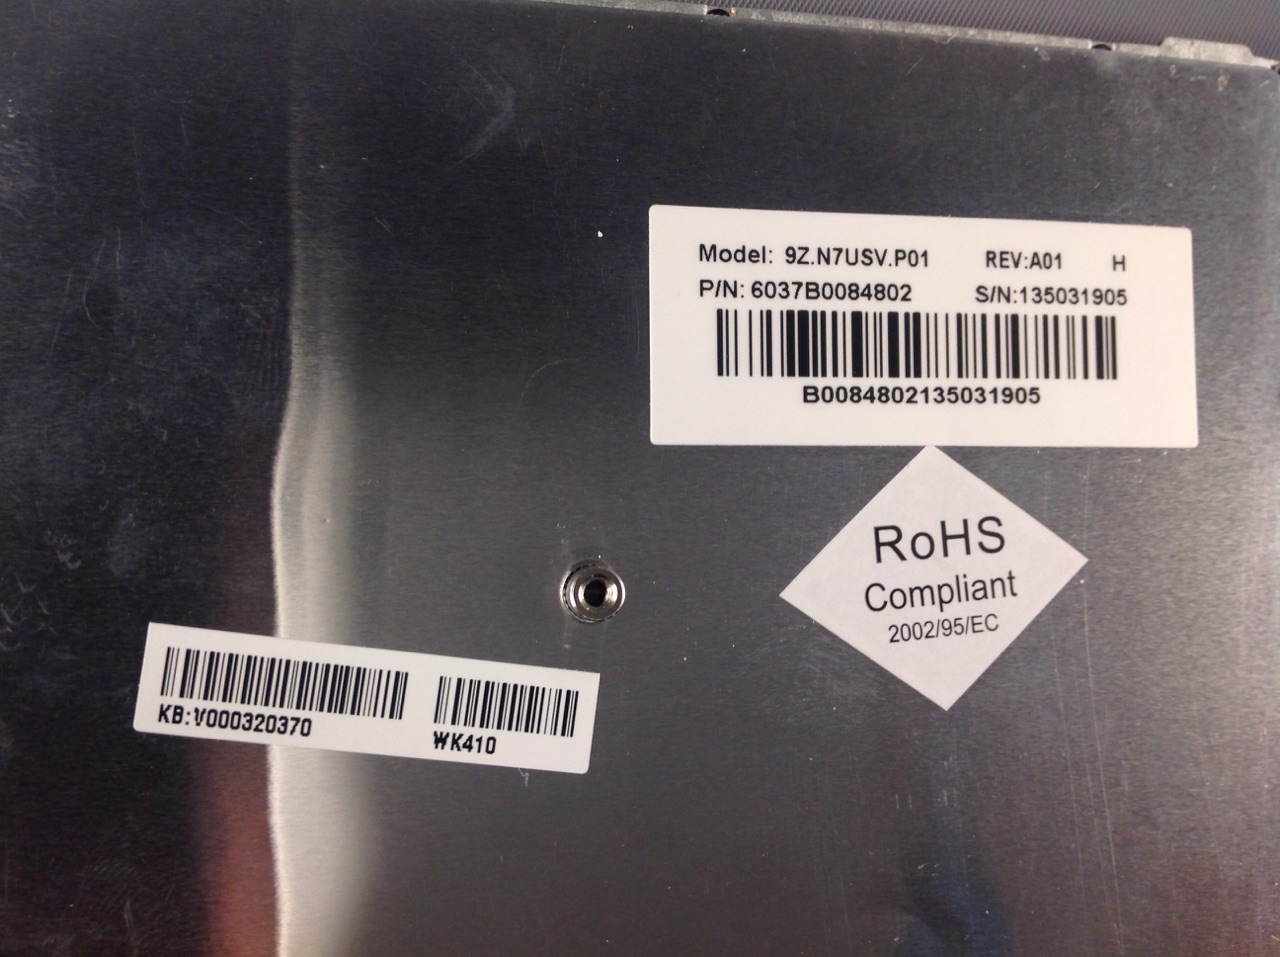 Model: 9Z.N7USV.P01 REV:A01 H
P/N: 6037B0084802 S/N:135031905
B0084802135031905
RoHS
Compliant
2002/95/EC
KB:V000320370 WK410